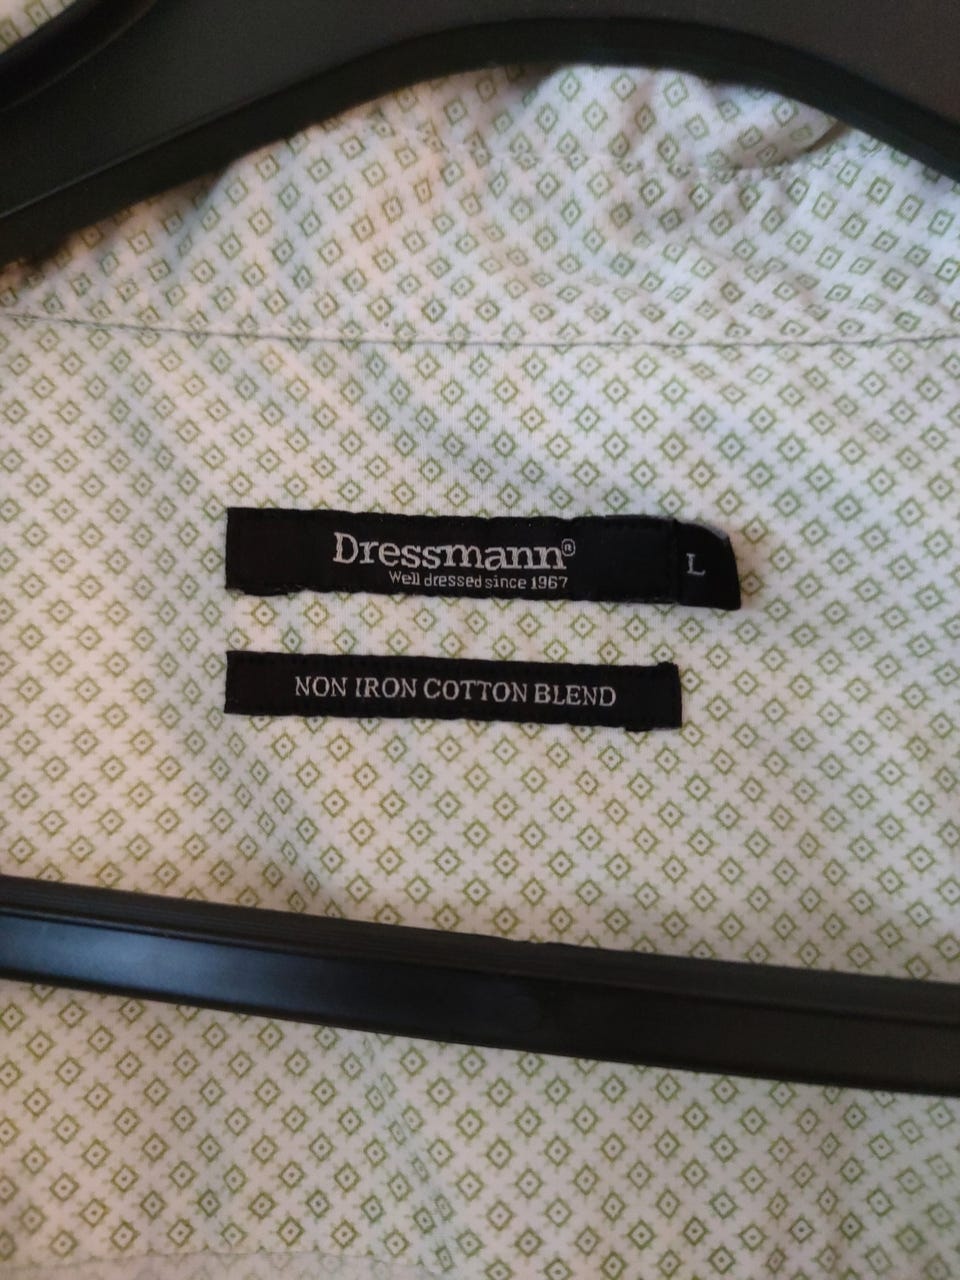 Dressmann®
Well dressed since 1967
L
NON IRON COTTON BLEND